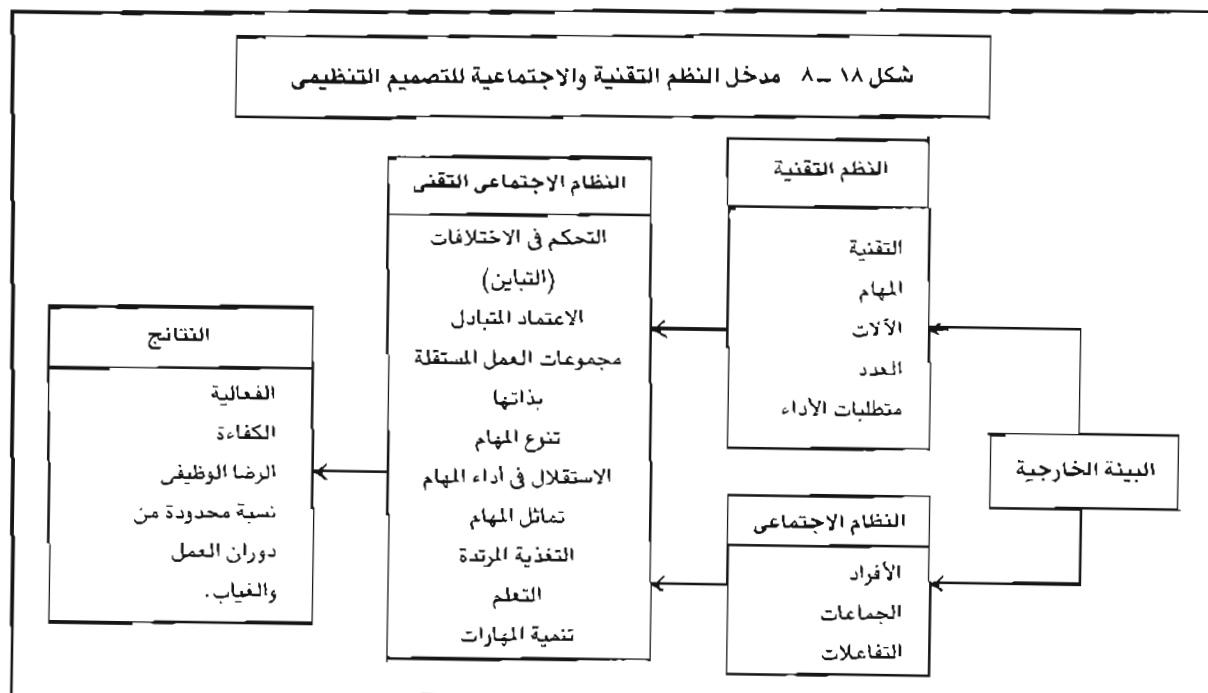 شكل ١٨ – ٨ مدخل النظم التقنية والاجتماعية للتصميم التنظيمى
البيئة الخارجية
النظم التقنية
التقنية
المهام
الآلات
العدد
متطلبات الأداء
النظام الاجتماعى
الأفراد
الجماعات
التفاعلات
النظام الاجتماعى التقنى
التحكم فى الاختلافات
(التباين)
الاعتماد المتبادل
مجموعات العمل المستقلة
بذاتها
تنوع المهام
الاستقلال فى أداء المهام
تماثل المهام
التغذية المرتدة
التعلم
تنمية المهارات
النتائج
الفعالية
الكفاءة
الرضا الوظيفى
نسبة محدودة من
دوران العمل
والغياب.